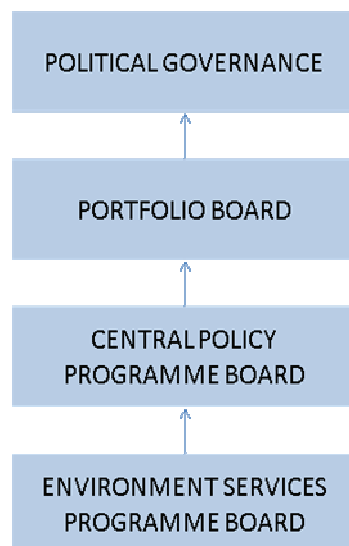 POLITICAL GOVERNANCE
PORTFOLIO BOARD
CENTRAL POLICY
PROGRAMME BOARD
ENVIRONMENT SERVICES
PROGRAMME BOARD